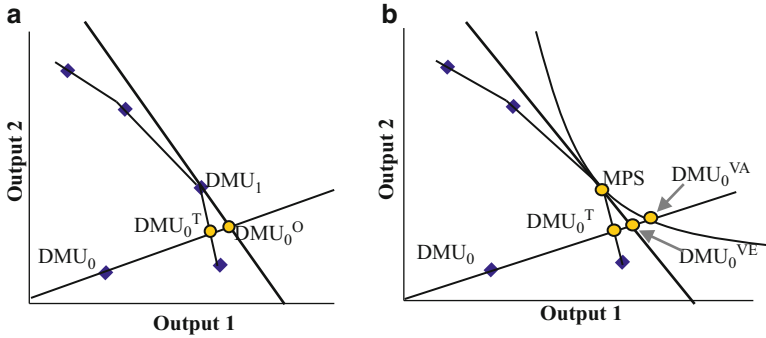 a
Output 2
DMU₁
DMU₀ᵀ
DMU₀ᴼ
DMU₀
Output 1
b
Output 2
MPS
DMU₀ⱽᴬ
DMU₀ᵀ
DMU₀
DMU₀ⱽᴱ
Output 1